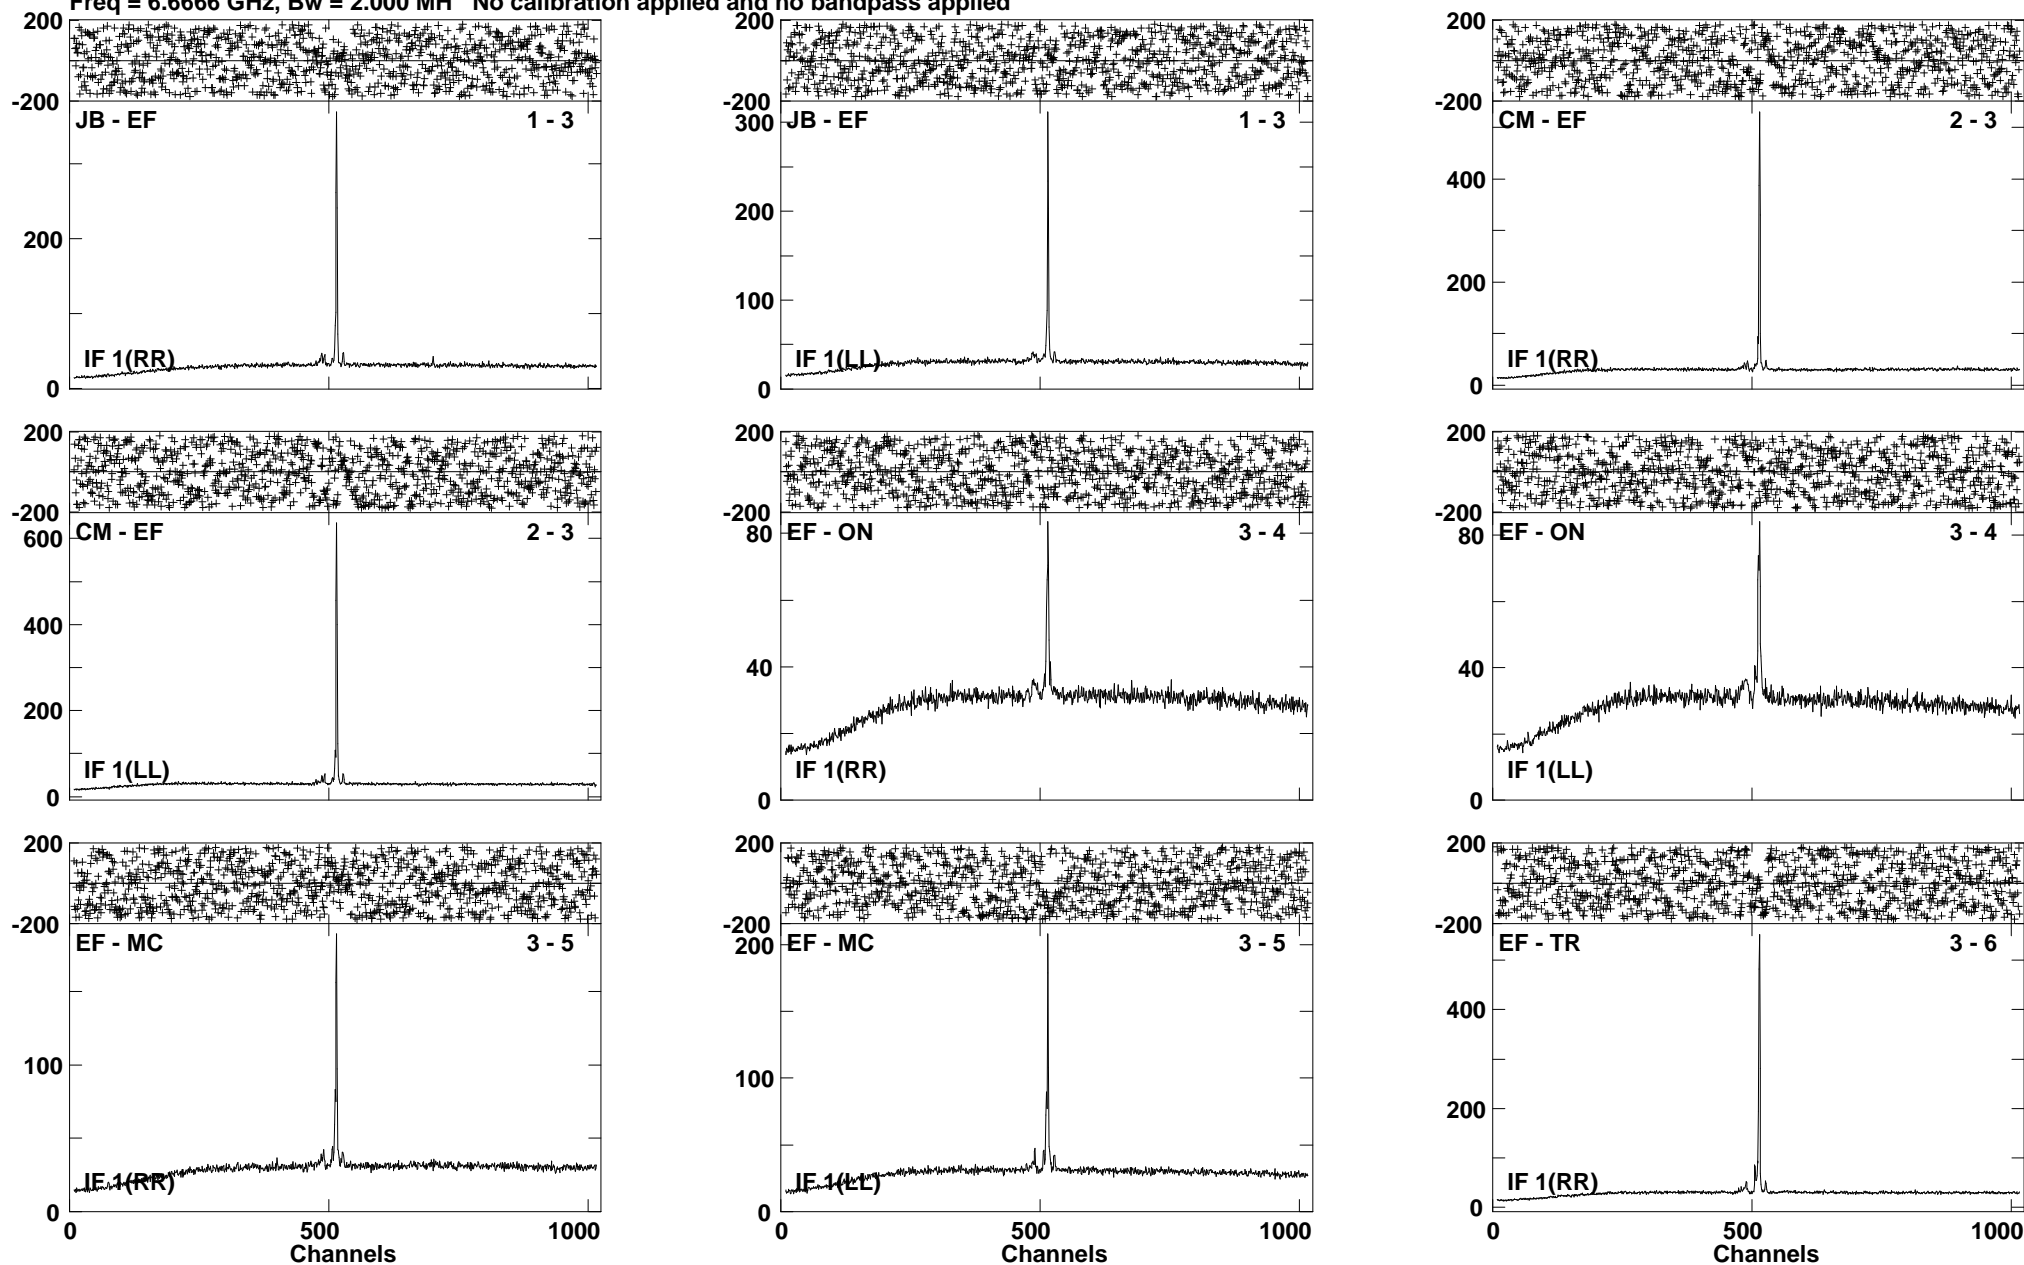 Freq = 6.6666 GHz, Bw = 2.000 MH No calibration applied and no bandpass applied
200
-200
JB - EF 1 - 3
200
0
IF 1(RR)
200
-200
JB - EF 1 - 3
300
200
100
0
IF 1(LL)
200
-200
CM - EF 2 - 3
400
200
0
IF 1(RR)
200
-200
CM - EF 2 - 3
600
400
200
0
IF 1(LL)
200
-200
EF - ON 3 - 4
80
40
0
IF 1(RR)
200
-200
EF - ON 3 - 4
80
40
0
IF 1(LL)
200
-200
EF - MC 3 - 5
100
0
IF 1(RR)
0 500 1000
Channels
200
-200
EF - MC 3 - 5
200
100
0
IF 1(LL)
0 500 1000
Channels
200
-200
EF - TR 3 - 6
400
200
0
IF 1(RR)
0 500 1000
Channels